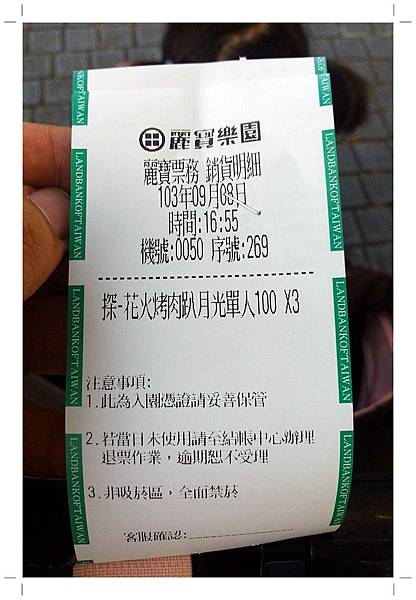 麗寶樂園
麗寶票務 銷貨明細
103年09月08日
時間:16:55
機號:0050 序號:269
探-花火烤肉趴月光單人100 X3
注意事項:
1.此為入園憑證請妥善保管
2.若當日未使用請至結帳中心辦理
退票作業，逾期恕不受理
3.非吸菸區，全面禁菸
客服確認:
LANDBANKOFTAIWAN
LANDBANKOFTAIWAN
LANDBANKOFTAIWAN
LANDBANKOFTAIWAN
LANDBANKOFTAIWAN